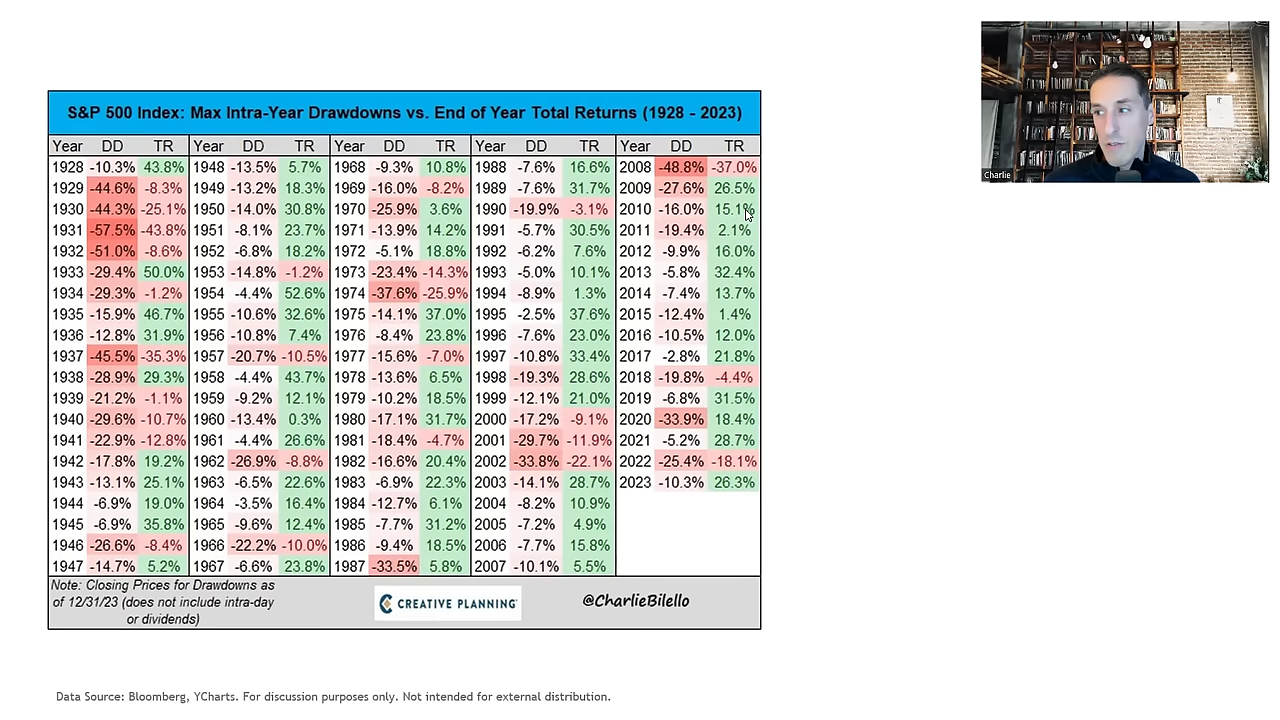 S&P 500 Index: Max Intra-Year Drawdowns vs. End of Year Total Returns (1928 - 2023)
Year DD TR Year DD TR Year DD TR Year DD TR Year DD TR
1928 -10.3% 43.8% 1948 -13.5% 5.7% 1968 -9.3% 10.8% 1988 -7.6% 16.6% 2008 -48.8% -37.0%
1929 -44.6% -8.3% 1949 -13.2% 18.3% 1969 -16.0% -8.2% 1989 -7.6% 31.7% 2009 -27.6% 26.5%
1930 -44.3% -25.1% 1950 -14.0% 30.8% 1970 -25.9% 3.6% 1990 -19.9% -3.1% 2010 -16.0% 15.1%
1931 -57.5% -43.8% 1951 -8.1% 23.7% 1971 -13.9% 14.2% 1991 -5.7% 30.5% 2011 -19.4% 2.1%
1932 -51.0% -8.6% 1952 -6.8% 18.2% 1972 -5.1% 18.8% 1992 -6.2% 7.6% 2012 -9.9% 16.0%
1933 -29.4% 50.0% 1953 -14.8% -1.2% 1973 -23.4% -14.3% 1993 -5.0% 10.1% 2013 -5.8% 32.4%
1934 -29.3% -1.2% 1954 -4.4% 52.6% 1974 -37.6% -25.9% 1994 -8.9% 1.3% 2014 -7.4% 13.7%
1935 -15.9% 46.7% 1955 -10.6% 32.6% 1975 -14.1% 37.0% 1995 -2.5% 37.6% 2015 -12.4% 1.4%
1936 -12.8% 31.9% 1956 -10.8% 7.4% 1976 -8.4% 23.8% 1996 -7.6% 23.0% 2016 -10.5% 12.0%
1937 -45.5% -35.3% 1957 -20.7% -10.5% 1977 -15.6% -7.0% 1997 -10.8% 33.4% 2017 -2.8% 21.8%
1938 -28.9% 29.3% 1958 -4.4% 43.7% 1978 -13.6% 6.5% 1998 -19.3% 28.6% 2018 -19.8% -4.4%
1939 -21.2% -1.1% 1959 -9.2% 12.1% 1979 -10.2% 18.5% 1999 -12.1% 21.0% 2019 -6.8% 31.5%
1940 -29.6% -10.7% 1960 -13.4% 0.3% 1980 -17.1% 31.7% 2000 -17.2% -9.1% 2020 -33.9% 18.4%
1941 -22.9% -12.8% 1961 -4.4% 26.6% 1981 -18.4% -4.7% 2001 -29.7% -11.9% 2021 -5.2% 28.7%
1942 -17.8% 19.2% 1962 -26.9% -8.8% 1982 -16.6% 20.4% 2002 -33.8% -22.1% 2022 -25.4% -18.1%
1943 -13.1% 25.1% 1963 -6.5% 22.6% 1983 -6.9% 22.3% 2003 -14.1% 28.7% 2023 -10.3% 26.3%
1944 -6.9% 19.0% 1964 -3.5% 16.4% 1984 -12.7% 6.1% 2004 -8.2% 10.9%
1945 -6.9% 35.8% 1965 -9.6% 12.4% 1985 -7.7% 31.2% 2005 -7.2% 4.9%
1946 -26.6% -8.4% 1966 -22.2% -10.0% 1986 -9.4% 18.5% 2006 -7.7% 15.8%
1947 -14.7% 5.2% 1967 -6.6% 23.8% 1987 -33.5% 5.8% 2007 -10.1% 5.5%
Note: Closing Prices for Drawdowns as
of 12/31/23 (does not include intra-day
or dividends)
CREATIVE PLANNING
@CharlieBilello
Data Source: Bloomberg, YCharts. For discussion purposes only. Not intended for external distribution.
Charlie